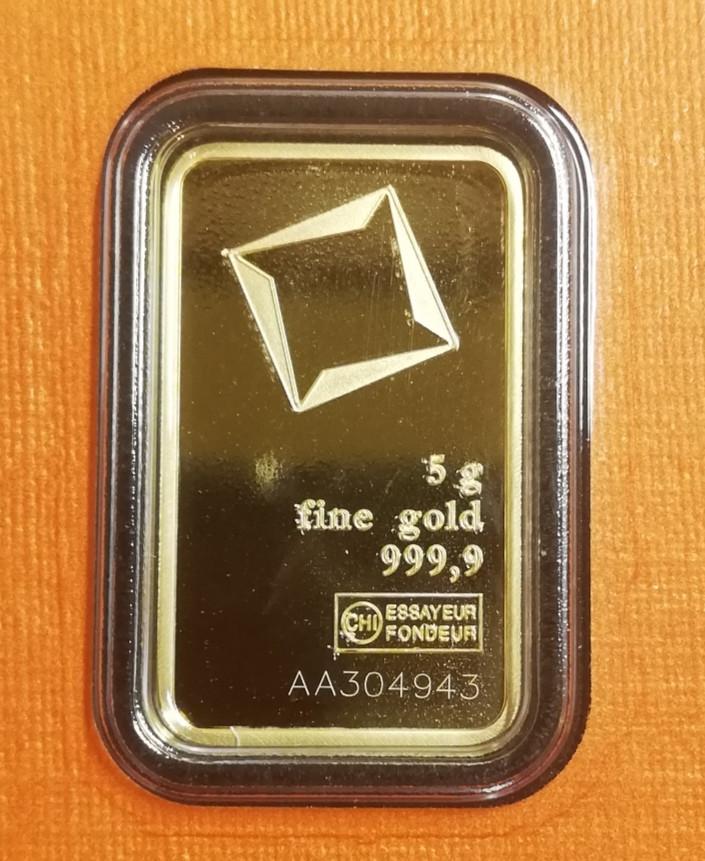 5 g
fine gold
999,9
CHI ESSAYEUR
FONDEUR
AA304943